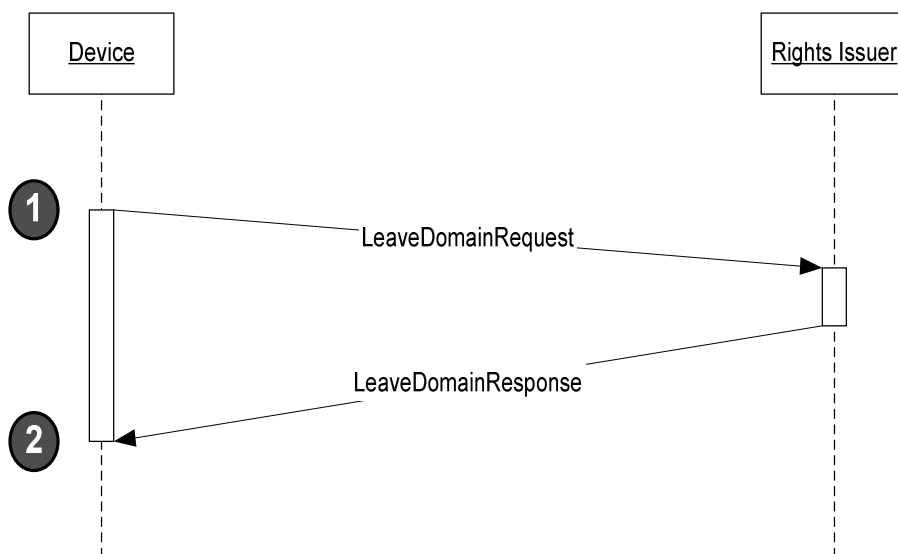 Device
Rights Issuer
1
LeaveDomainRequest
LeaveDomainResponse
2